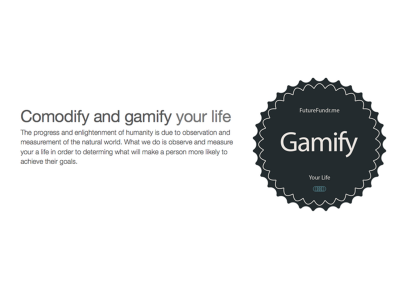 Comodify and gamify your life
The progress and enlightenment of humanity is due to observation and
measurement of the natural world. What we do is observe and measure
your a life in order to determing what will make a person more likely to
achieve their goals.
FutureFundr.me
Gamify
Your Life